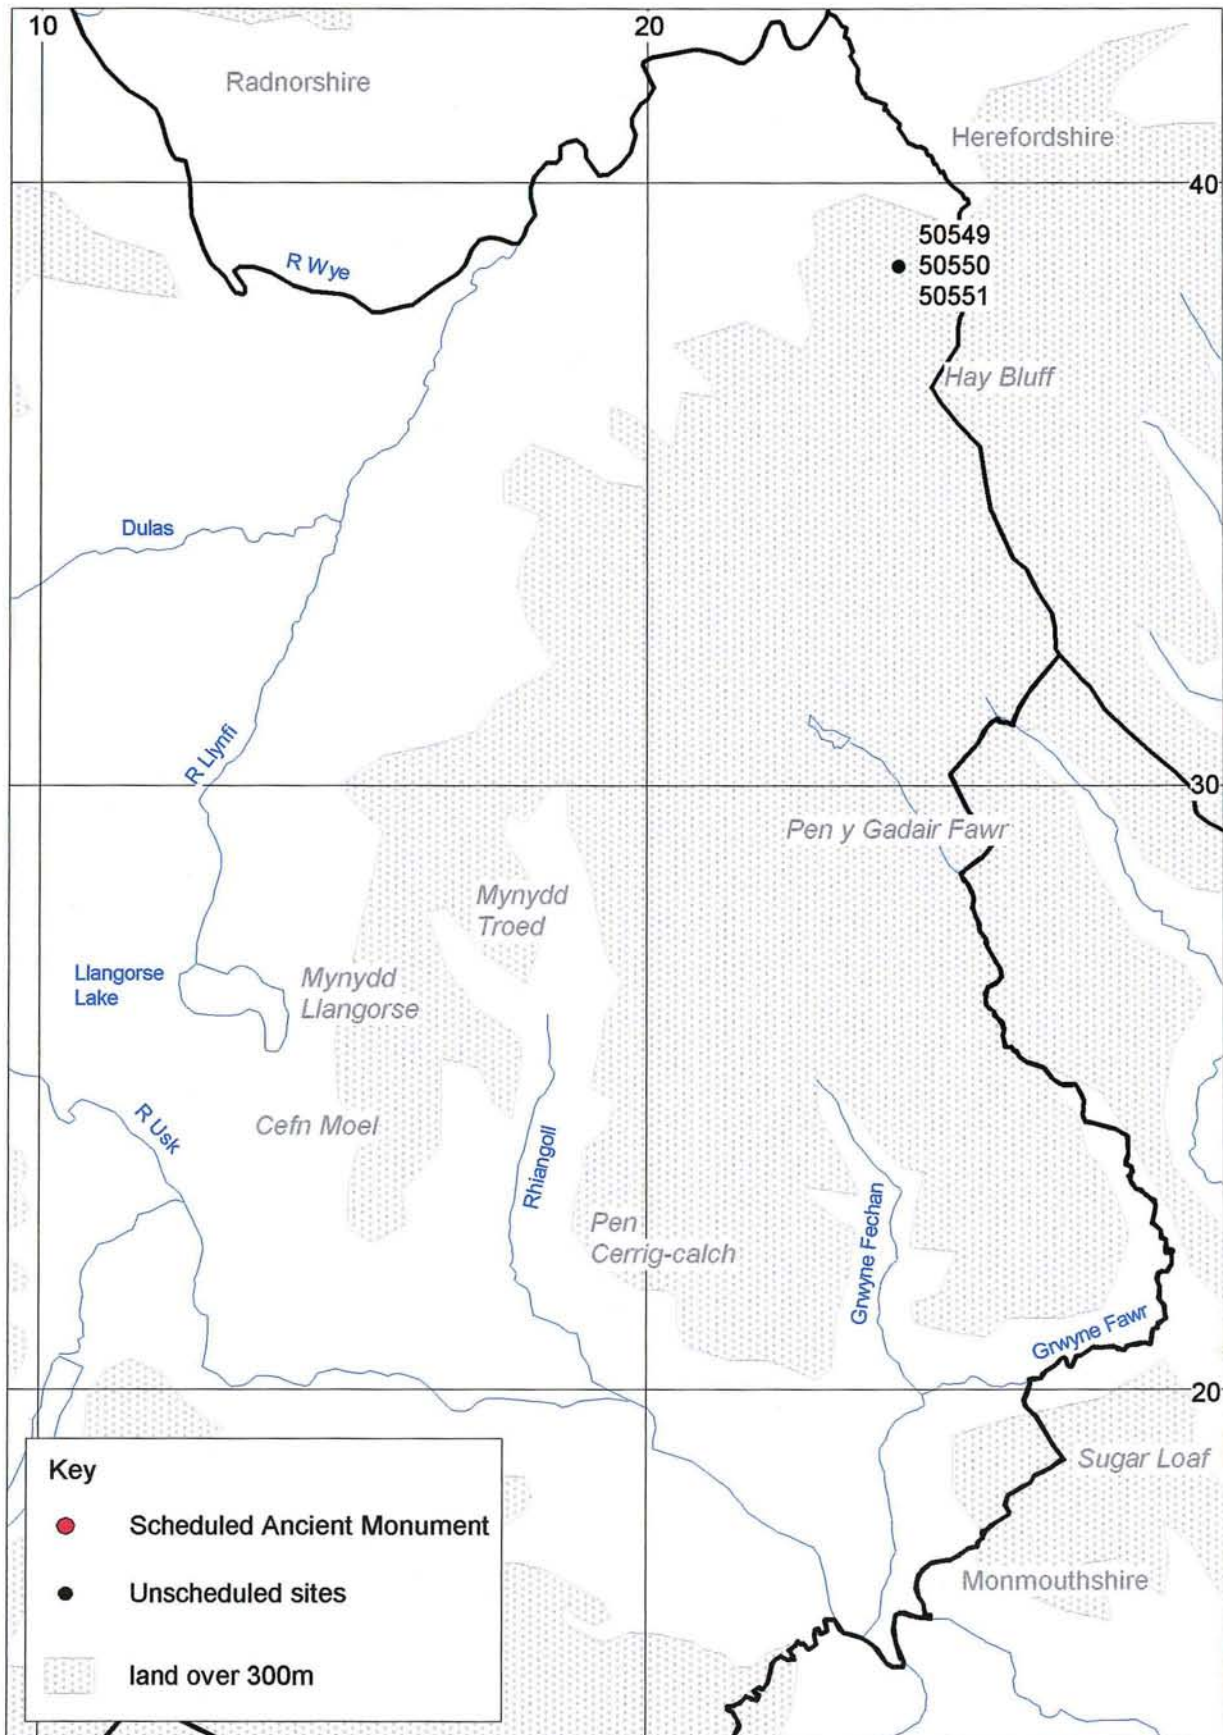 10
20
Radnorshire
Herefordshire
40
50549
50550
50551
R Wye
Hay Bluff
Dulas
R Llynfi
30
Pen y Gadair Fawr
Mynydd
Troed
Llangorse
Lake
Mynydd
Llangorse
R Usk
Cefn Moel
Rhiangoll
Grwyne Fechan
Pen
Cerrig-calch
Grwyne Fawr
20
Sugar Loaf
Monmouthshire
Key
Scheduled Ancient Monument
Unscheduled sites
land over 300m